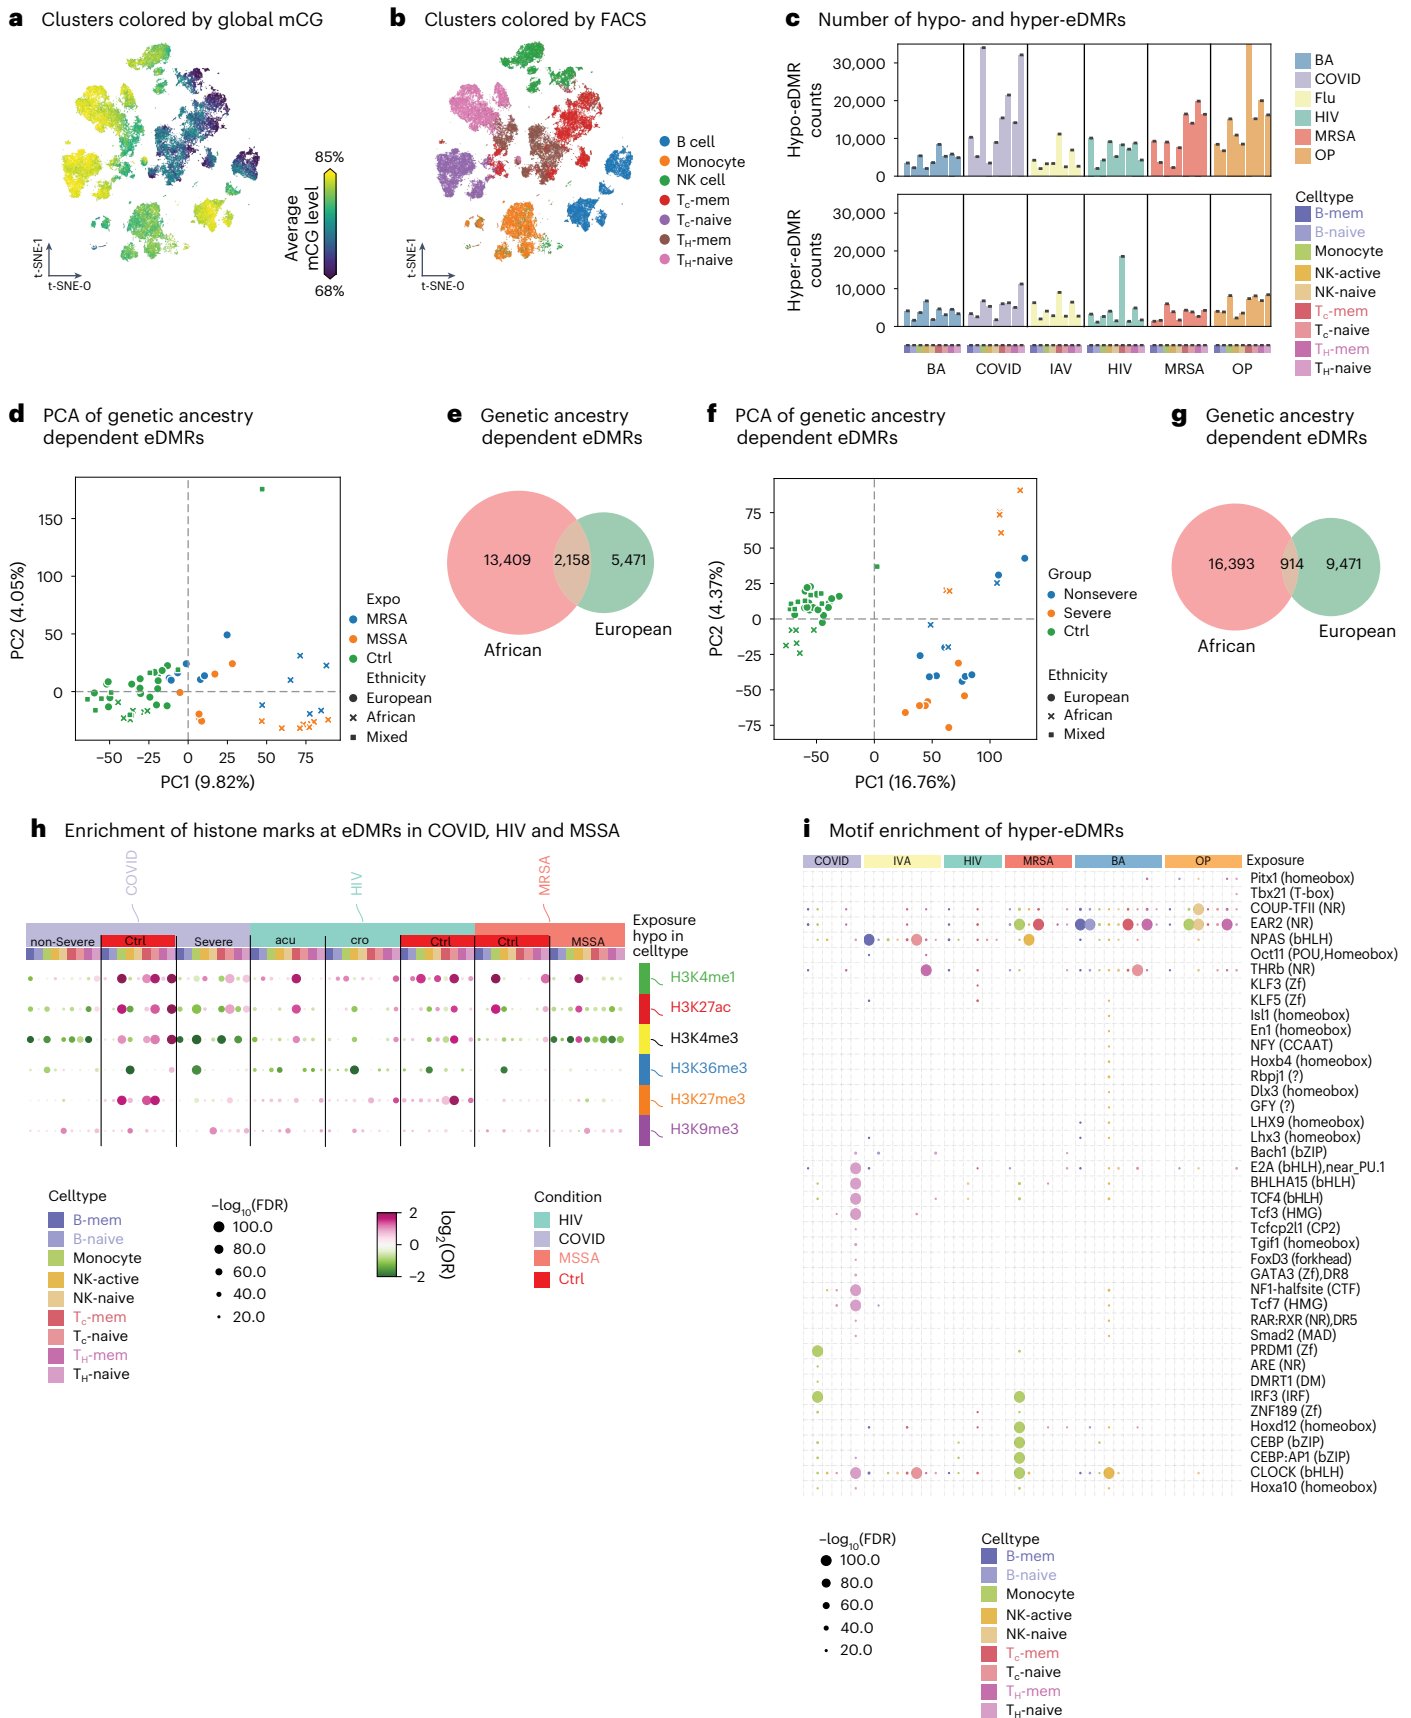 a Clusters colored by global mCG
85%
Average
mCG level
68%
t-SNE-1
t-SNE-0
b Clusters colored by FACS
B cell
Monocyte
NK cell
Tc-mem
Tc-naive
TH-mem
TH-naive
t-SNE-1
t-SNE-0
c Number of hypo- and hyper-eDMRs
Hypo-eDMR
counts
30,000
20,000
10,000
0
Hyper-eDMR
counts
30,000
20,000
10,000
0
BA COVID IAV HIV MRSA OP
BA
COVID
Flu
HIV
MRSA
OP
Celltype
B-mem
B-naive
Monocyte
NK-active
NK-naive
Tc-mem
Tc-naive
TH-mem
TH-naive
d PCA of genetic ancestry
dependent eDMRs
PC2 (4.05%)
150
100
50
0
−50 −25 0 25 50 75
PC1 (9.82%)
Expo
MRSA
MSSA
Ctrl
Ethnicity
European
African
Mixed
e Genetic ancestry
dependent eDMRs
13,409 2,158 5,471
European
African
f PCA of genetic ancestry
dependent eDMRs
PC2 (4.37%)
75
50
25
0
−25
−50
−75
−50 0 50 100
PC1 (16.76%)
Group
Nonsevere
Severe
Ctrl
Ethnicity
European
African
Mixed
g Genetic ancestry
dependent eDMRs
16,393 914 9,471
European
African
h Enrichment of histone marks at eDMRs in COVID, HIV and MSSA
COVID
HIV
MRSA
non-Severe Ctrl Severe acu cro Ctrl Ctrl MSSA
Exposure
hypo in
celltype
H3K4me1
H3K27ac
H3K4me3
H3K36me3
H3K27me3
H3K9me3
Celltype
B-mem
B-naive
Monocyte
NK-active
NK-naive
Tc-mem
Tc-naive
TH-mem
TH-naive
−log10(FDR)
100.0
80.0
60.0
40.0
20.0
2
0
−2
log2(OR)
Condition
HIV
COVID
MSSA
Ctrl
i Motif enrichment of hyper-eDMRs
COVID IVA HIV MRSA BA OP Exposure
Pitx1 (homeobox)
Tbx21 (T-box)
COUP-TFII (NR)
EAR2 (NR)
NPAS (bHLH)
Oct11 (POU,Homeobox)
THRb (NR)
KLF3 (Zf)
KLF5 (Zf)
Isl1 (homeobox)
En1 (homeobox)
NFY (CCAAT)
Hoxb4 (homeobox)
Rbpj1 (?)
Dlx3 (homeobox)
GFY (?)
LHX9 (homeobox)
Lhx3 (homeobox)
Bach1 (bZIP)
E2A (bHLH),near_PU.1
BHLHA15 (bHLH)
TCF4 (bHLH)
Tcf3 (HMG)
Tcfcp2l1 (CP2)
Tgif1 (homeobox)
FoxD3 (forkhead)
GATA3 (Zf),DR8
NF1-halfsite (CTF)
Tcf7 (HMG)
RAR:RXR (NR),DR5
Smad2 (MAD)
PRDM1 (Zf)
ARE (NR)
DMRT1 (DM)
IRF3 (IRF)
ZNF189 (Zf)
Hoxd12 (homeobox)
CEBP (bZIP)
CEBP:AP1 (bZIP)
CLOCK (bHLH)
Hoxa10 (homeobox)
−log10(FDR)
100.0
80.0
60.0
40.0
20.0
Celltype
B-mem
B-naive
Monocyte
NK-active
NK-naive
Tc-mem
Tc-naive
TH-mem
TH-naive